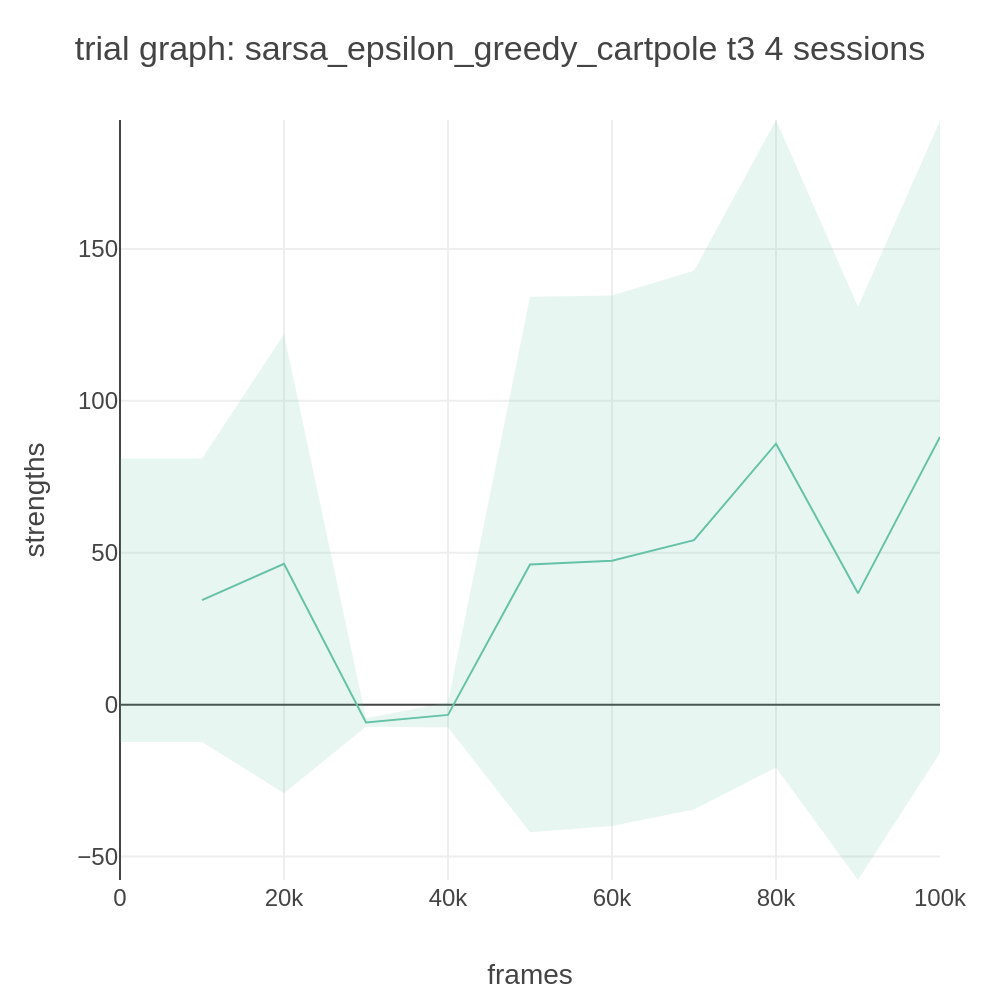 trial graph: sarsa_epsilon_greedy_cartpole t3 4 sessions
150
100
50
0
−50
strengths
0 20k 40k 60k 80k 100k
frames